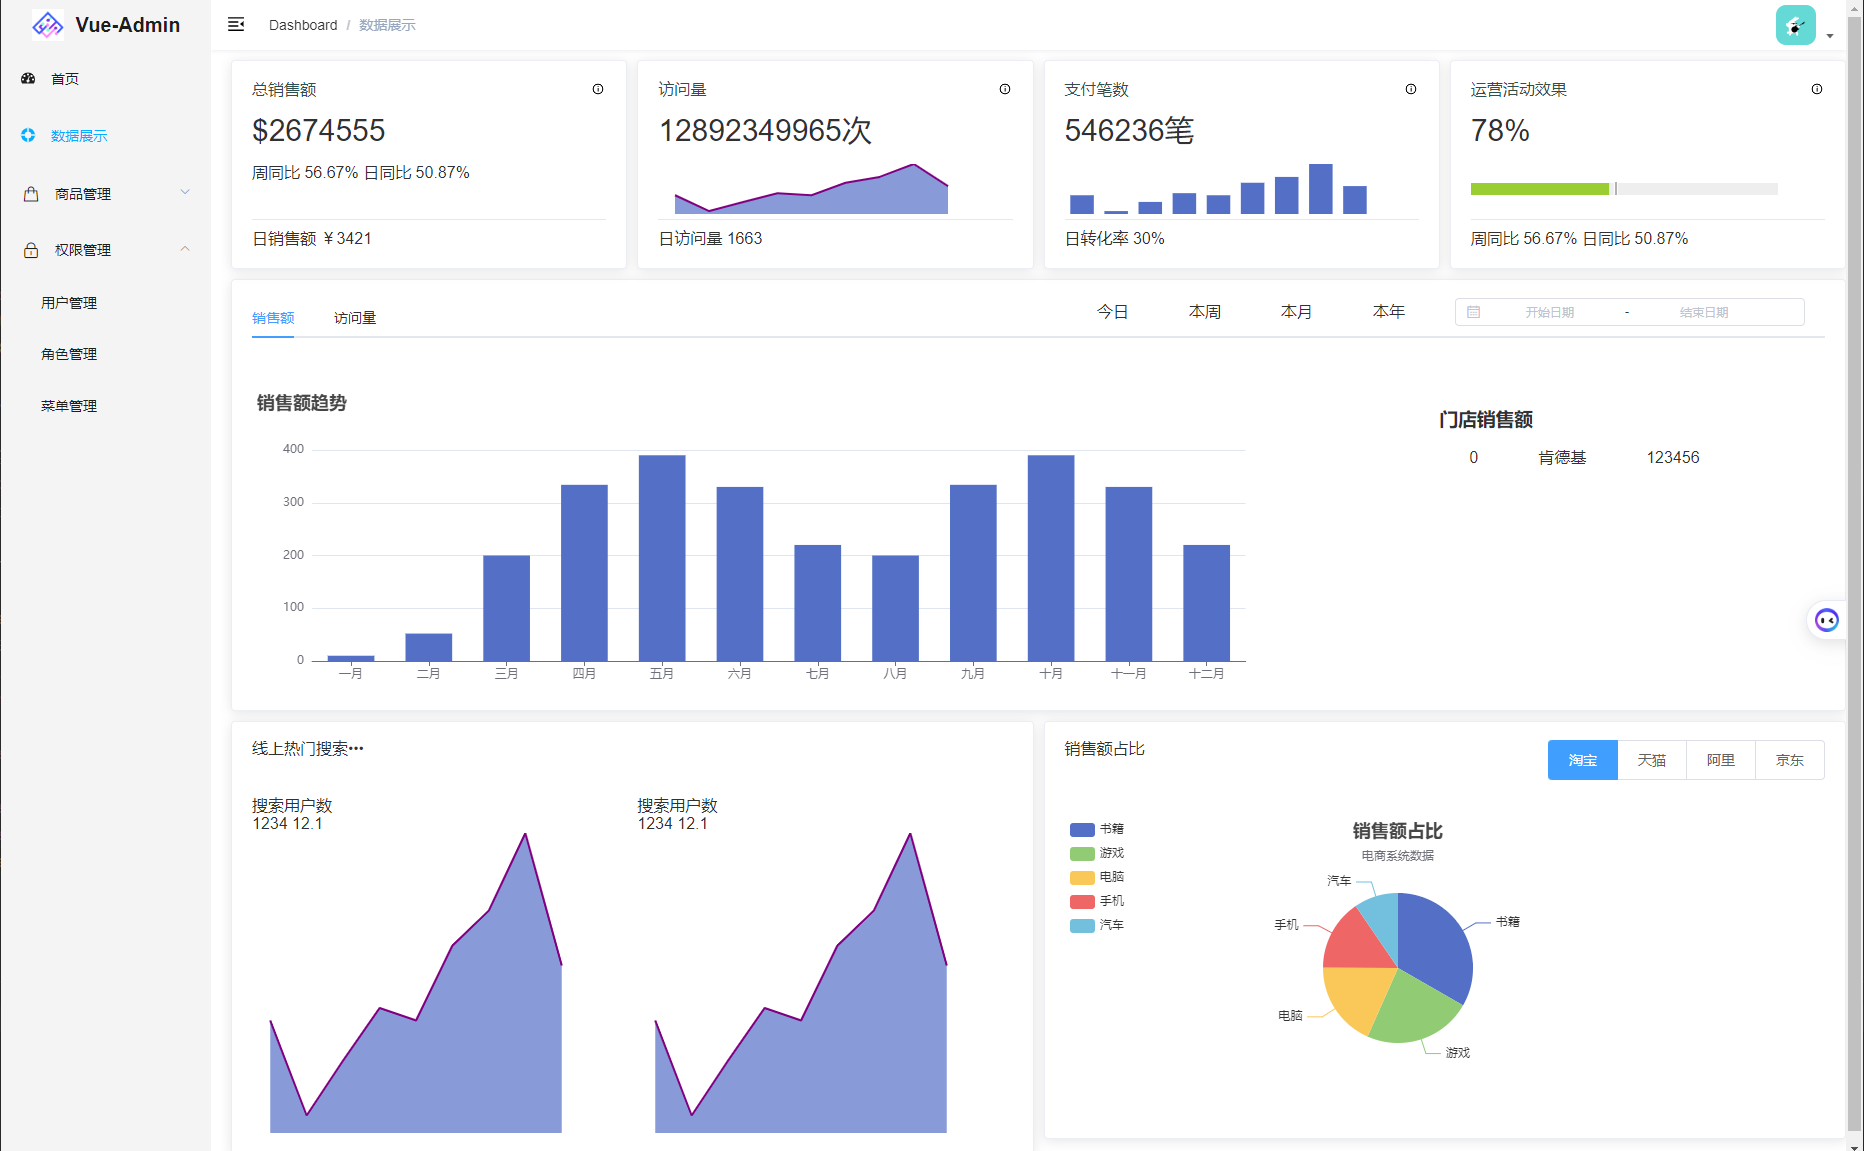 Vue-Admin
首页
数据展示
商品管理
权限管理
用户管理
角色管理
菜单管理
Dashboard / 数据展示
总销售额
$2674555
周同比 56.67% 日同比 50.87%
日销售额 ¥3421
访问量
12892349965次
日访问量 1663
支付笔数
546236笔
日转化率 30%
运营活动效果
78%
周同比 56.67% 日同比 50.87%
销售额 访问量
今日 本周 本月 本年 开始日期 - 结束日期
销售额趋势
400
300
200
100
0
一月 二月 三月 四月 五月 六月 七月 八月 九月 十月 十一月 十二月
门店销售额
0 肯德基 123456
线上热门搜索•••
搜索用户数
1234 12.1
搜索用户数
1234 12.1
销售额占比
淘宝 天猫 阿里 京东
书籍
游戏
电脑
手机
汽车
销售额占比
电商系统数据
汽车
书籍
手机
电脑
游戏